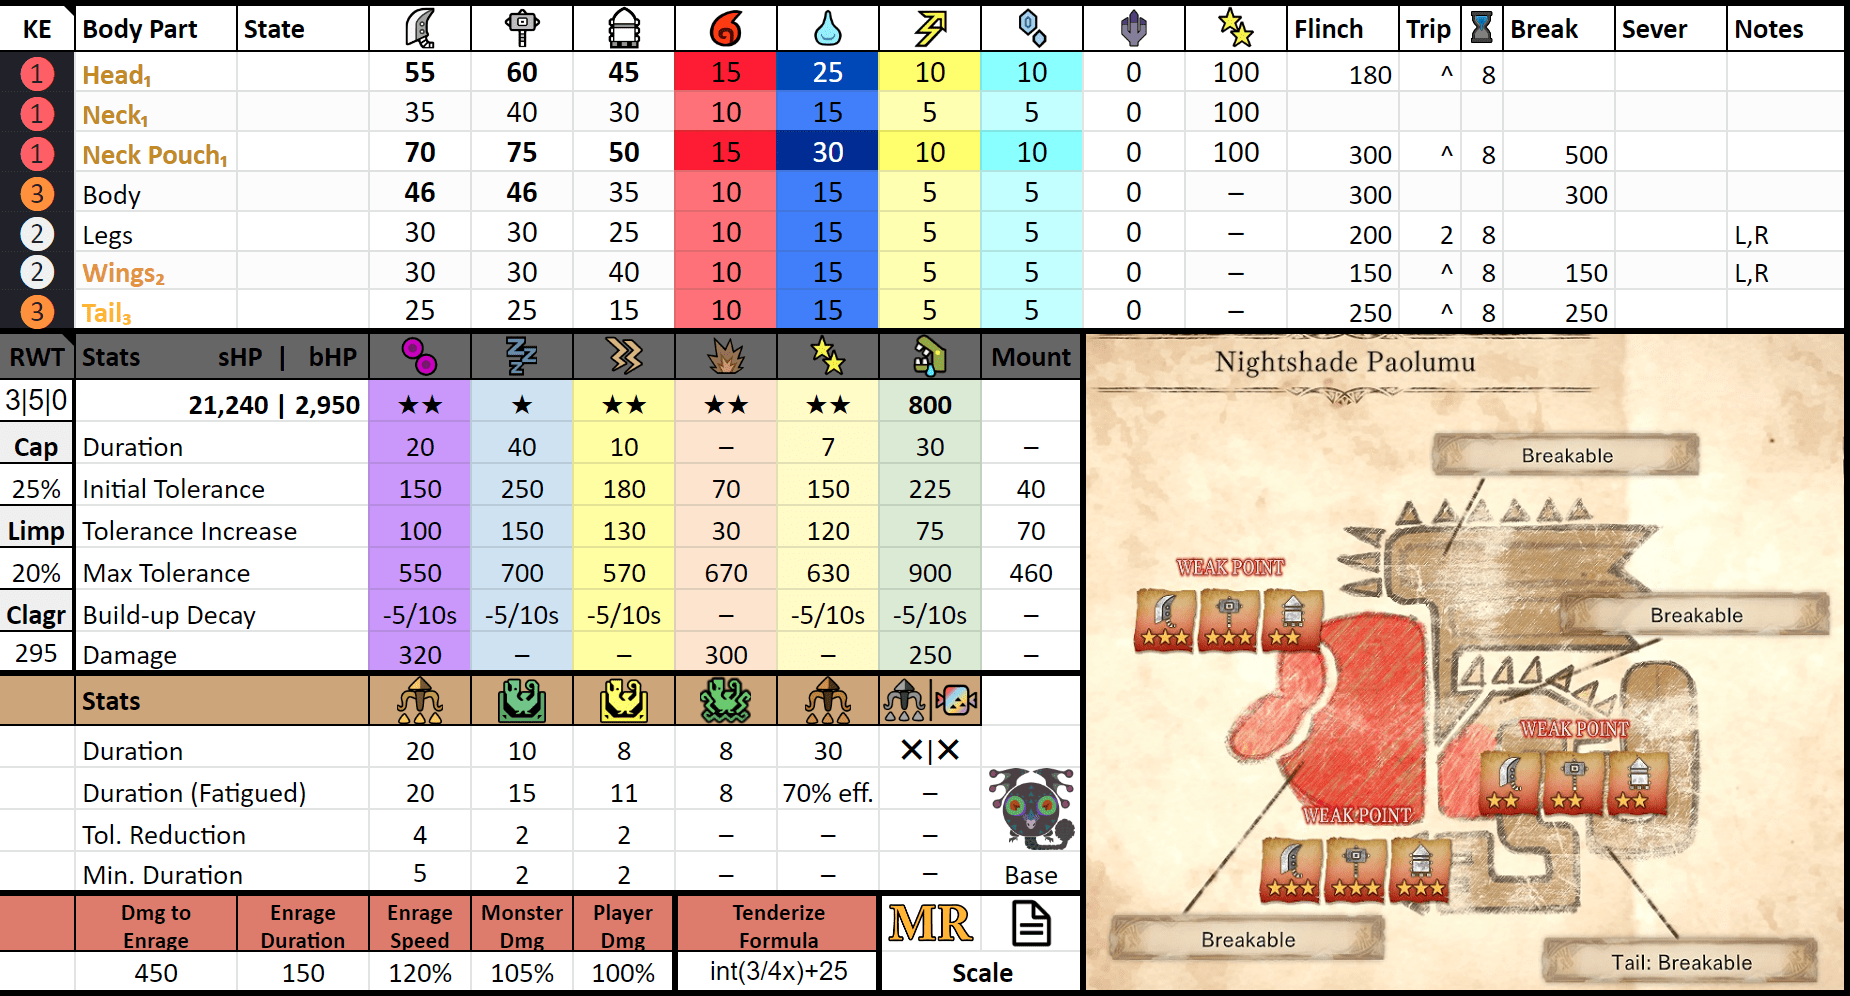 KE Body Part State Flinch Trip Break Sever Notes
1 Head₁ 55 60 45 15 25 10 10 0 100 180 ^ 8
1 Neck₁ 35 40 30 10 15 5 5 0 100
1 Neck Pouch₁ 70 75 50 15 30 10 10 0 100 300 ^ 8 500
3 Body 46 46 35 10 15 5 5 0 – 300 300
2 Legs 30 30 25 10 15 5 5 0 – 200 2 8 L,R
2 Wings₂ 30 30 40 10 15 5 5 0 – 150 ^ 8 150 L,R
3 Tail₃ 25 25 15 10 15 5 5 0 – 250 ^ 8 250
RWT Stats sHP | bHP Mount
3|5|0 21,240 | 2,950 ★★ ★ ★★ ★★ ★★ 800
Cap Duration 20 40 10 – 7 30 –
25% Initial Tolerance 150 250 180 70 150 225 40
Limp Tolerance Increase 100 150 130 30 120 75 70
20% Max Tolerance 550 700 570 670 630 900 460
Clagr Build-up Decay -5/10s -5/10s -5/10s – -5/10s -5/10s –
295 Damage 320 – – 300 – 250
Stats
Duration 20 10 8 8 30 ✕|✕
Duration (Fatigued) 20 15 11 8 70% eff. –
Tol. Reduction 4 2 2 – – –
Min. Duration 5 2 2 – – – Base
Dmg to Enrage
Enrage Duration
Enrage Speed
Monster Dmg
Player Dmg
Tenderize Formula
MR
450 150 120% 105% 100% int(3/4x)+25 Scale
Nightshade Paolumu
Breakable
WEAK POINT
Breakable
WEAK POINT
WEAK POINT
Breakable
Tail: Breakable